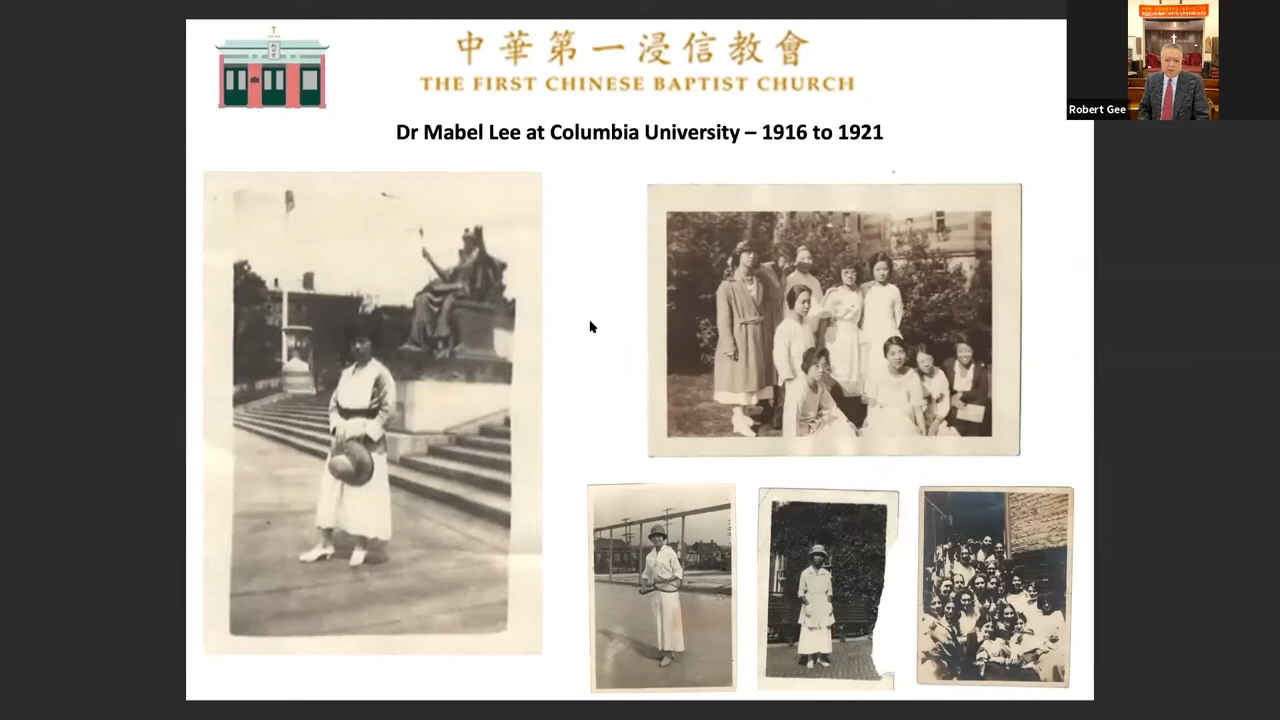 中華第一浸信教會
THE FIRST CHINESE BAPTIST CHURCH
Dr Mabel Lee at Columbia University – 1916 to 1921
Robert Gee